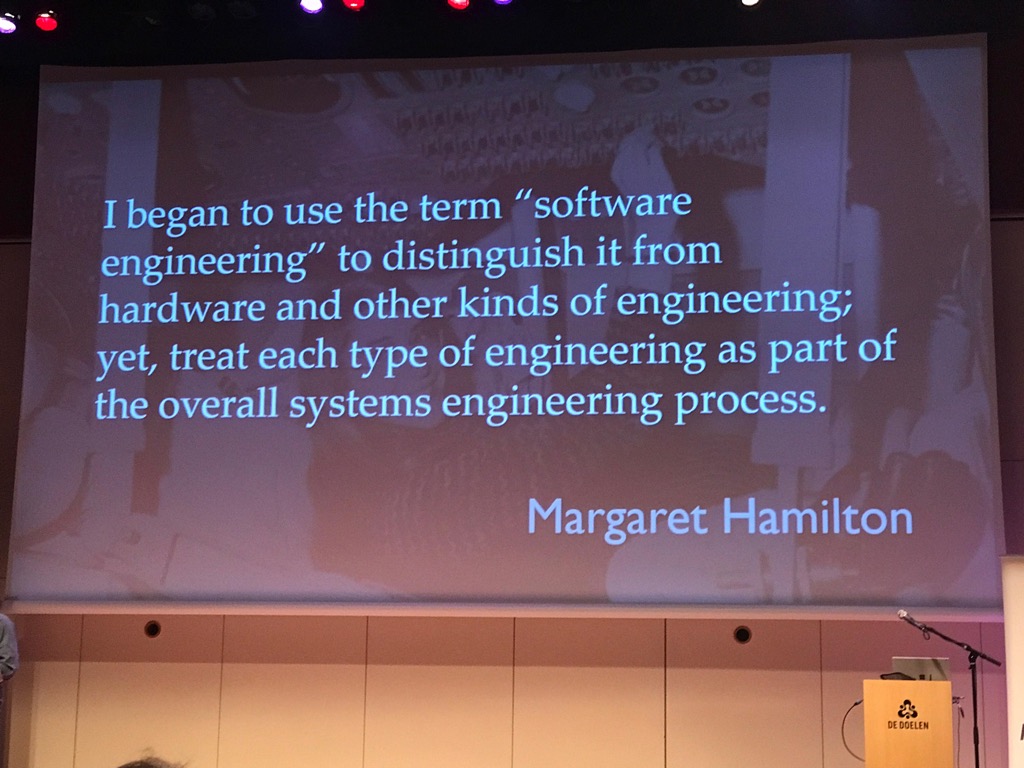 I began to use the term “software
engineering” to distinguish it from
hardware and other kinds of engineering;
yet, treat each type of engineering as part of
the overall systems engineering process.
Margaret Hamilton
DE DOELEN